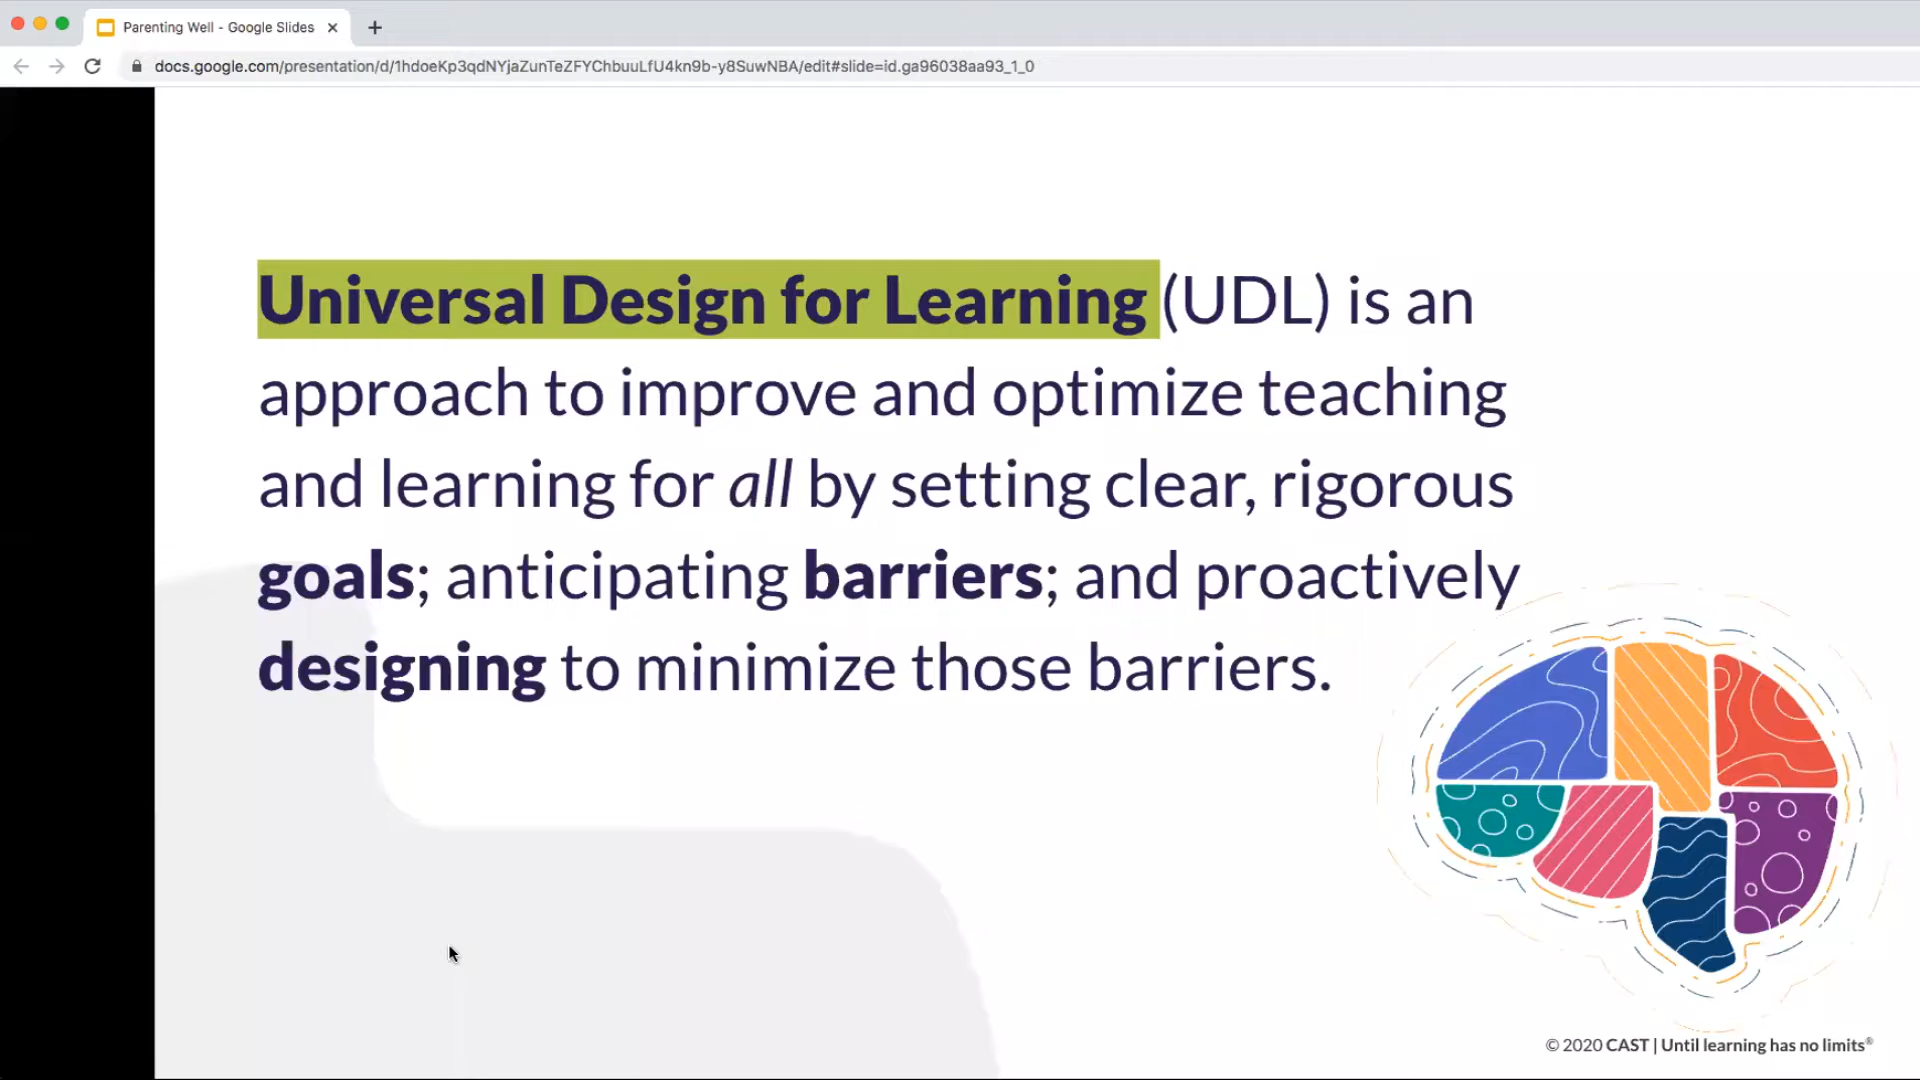 Parenting Well - Google Slides
docs.google.com/presentation/d/1hdoeKp3qdNYjaZunTeZFYChbuuLfU4kn9b-y8SuwNBA/edit#slide=id.ga96038aa93_1_0
Universal Design for Learning (UDL) is an
approach to improve and optimize teaching
and learning for all by setting clear, rigorous
goals; anticipating barriers; and proactively
designing to minimize those barriers.
© 2020 CAST | Until learning has no limits®